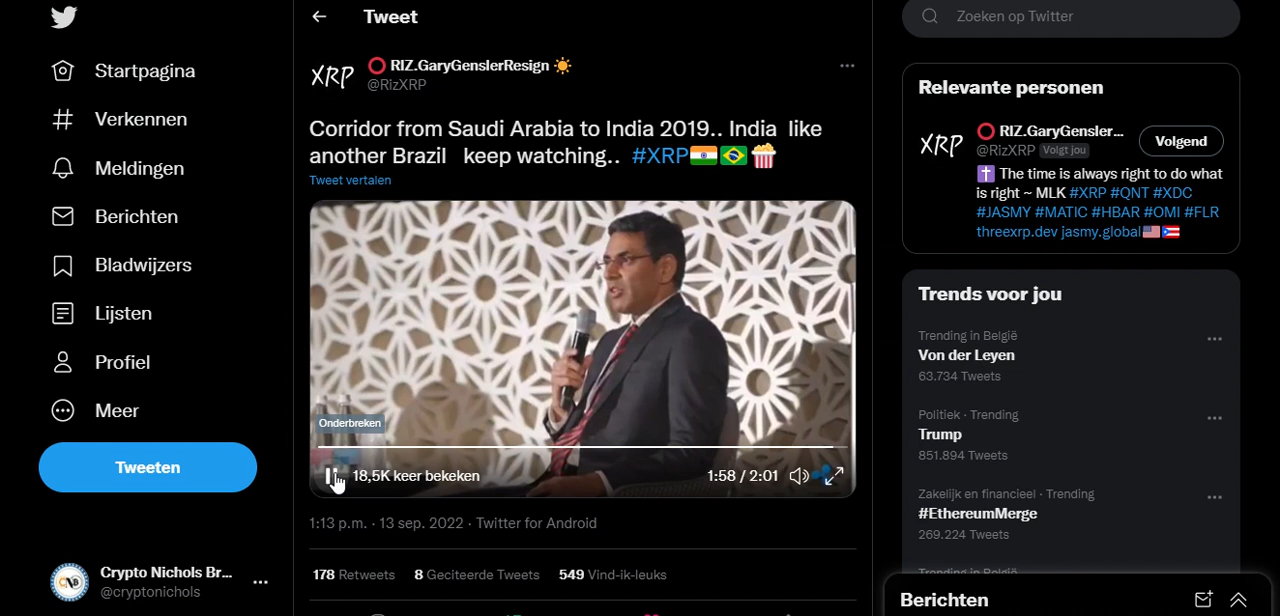 Startpagina
Verkennen
Meldingen
Berichten
Bladwijzers
Lijsten
Profiel
Meer
Tweeten
Crypto Nichols Br...
@cryptonichols
Tweet
XRP
RIZ.GaryGenslerResign
@RizXRP
Corridor from Saudi Arabia to India 2019.. India like
another Brazil keep watching.. #XRP
Tweet vertalen
Onderbreken
18,5K keer bekeken
1:58 / 2:01
1:13 p.m. · 13 sep. 2022 · Twitter for Android
178 Retweets 8 Geciteerde Tweets 549 Vind-ik-leuks
Zoeken op Twitter
Relevante personen
XRP
RIZ.GaryGensler...
@RizXRP Volgt jou
Volgend
The time is always right to do what
is right ~ MLK #XRP #QNT #XDC
#JASMY #MATIC #HBAR #OMI #FLR
threexrp.dev jasmy.global
Trends voor jou
Trending in België
Von der Leyen
63.734 Tweets
Politiek · Trending
Trump
851.894 Tweets
Zakelijk en financieel · Trending
#EthereumMerge
269.224 Tweets
Trending in België
Berichten